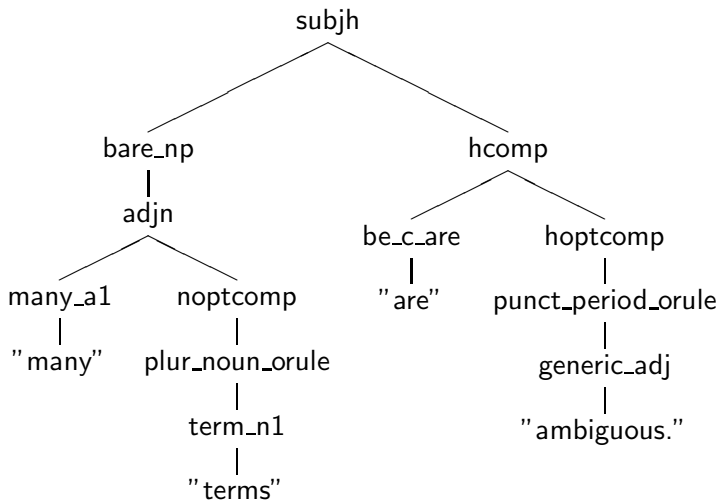 subjh
bare_np hcomp
adjn
be_c_are hoptcomp
many_a1 noptcomp
"are" punct_period_orule
"many" plur_noun_orule
generic_adj
term_n1
"ambiguous."
"terms"